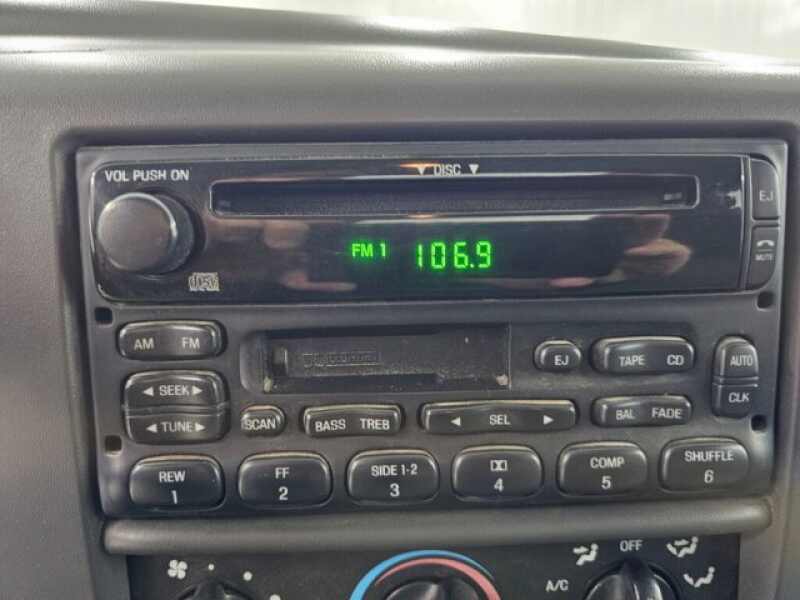 VOL PUSH ON
DISC
EJ
FM 1 106.9
MUTE
disc
AM FM
EJ
TAPE CD
AUTO
SEEK
TUNE
SCAN
BASS TREB
SEL
BAL FADE
CLK
REW
1
FF
2
SIDE 1-2
3
4
COMP
5
SHUFFLE
6
OFF
A/C